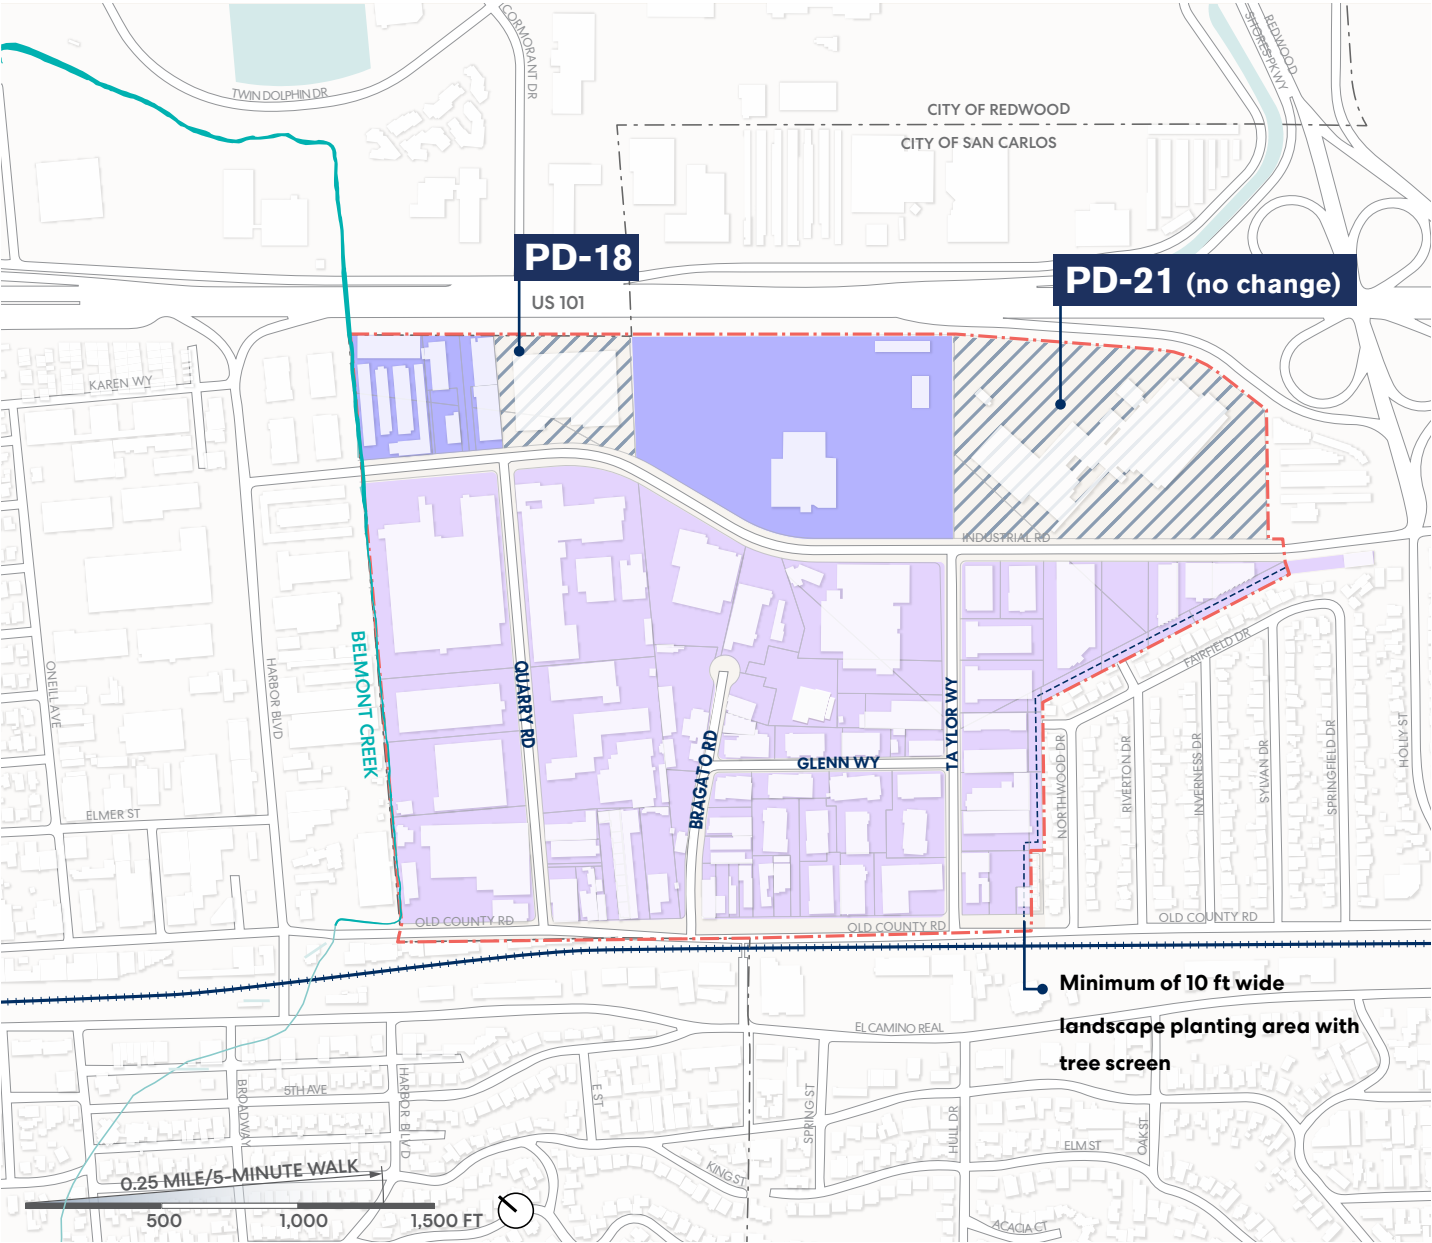 CORMORANT DR
REDWOOD
SHORES PKWY
TWIN DOLPHIN DR
CITY OF REDWOOD
CITY OF SAN CARLOS
PD-18
PD-21 (no change)
US 101
KAREN WY
INDUSTRIAL RD
BELMONT CREEK
ONEILL AVE
HARBOR BLVD
QUARRY RD
BRAGATO RD
GLENN WY
TA YLOR WY
FAIRFIELD DR
NORTHWOOD DR
RIVERTON DR
INVERNESS DR
SYLVAN DR
SPRINGFIELD DR
HOLLY ST
ELMER ST
OLD COUNTY RD
OLD COUNTY RD
OLD COUNTY RD
Minimum of 10 ft wide
landscape planting area with
tree screen
EL CAMINO REAL
5TH AVE
BROADWAY
HARBOR BLVD
E ST
SPRING ST
HULL DR
ELM ST
OAK ST
KING ST
ACACIA CT
0.25 MILE/5-MINUTE WALK
500
1,000
1,500 FT